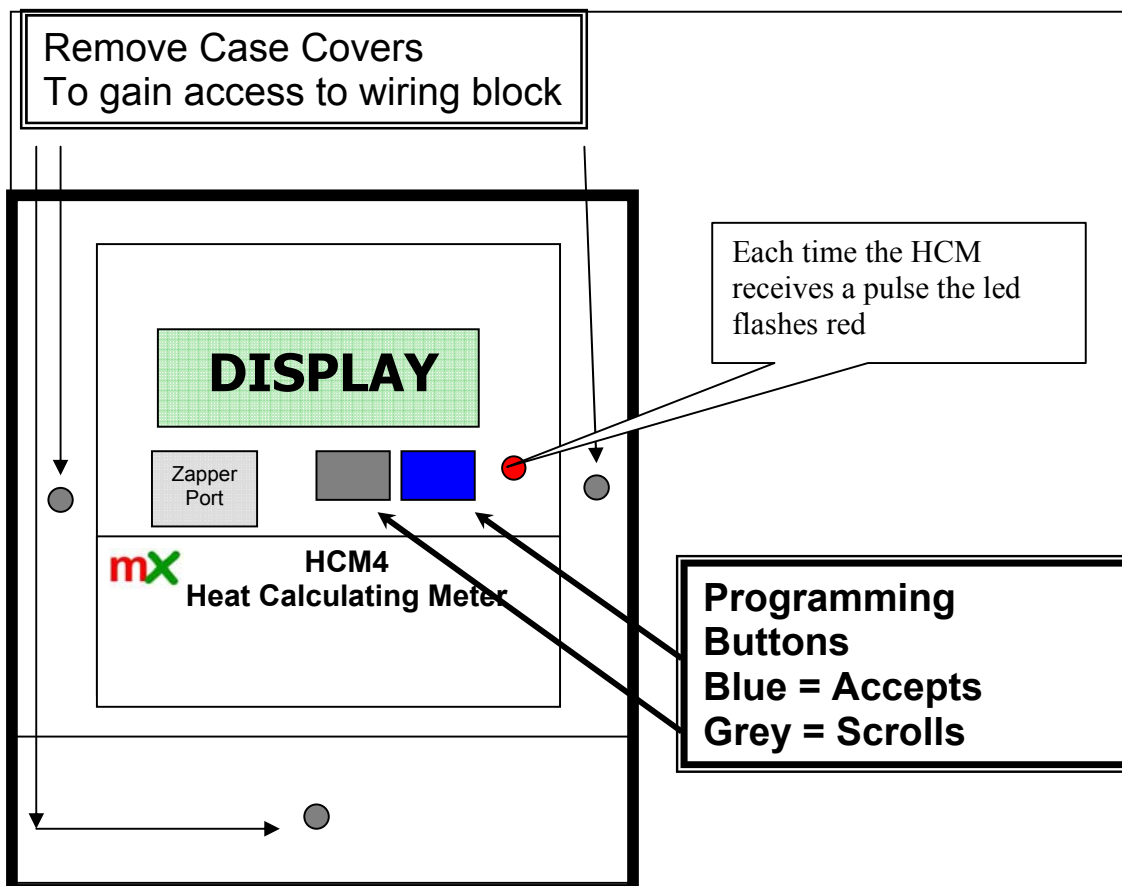 Remove Case Covers
To gain access to wiring block
Each time the HCM
receives a pulse the led
flashes red
DISPLAY
Zapper
Port
mX
HCM4
Heat Calculating Meter
Programming
Buttons
Blue = Accepts
Grey = Scrolls